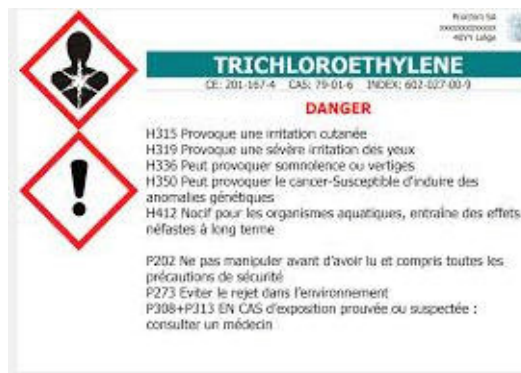 TRICHLOROETHYLENE
CE: 201-167-4 CAS: 79-01-6 INDEX: 602-027-00-9
DANGER
H315 Provoque une irritation cutanée
H319 Provoque une sévère irritation des yeux
H336 Peut provoquer somnolence ou vertiges
H350 Peut provoquer le cancer-Susceptible d'induire des
anomalies génétiques
H412 Nocif pour les organismes aquatiques, entraîne des effets
néfastes à long terme
P202 Ne pas manipuler avant d'avoir lu et compris toutes les
précautions de sécurité
P273 Eviter le rejet dans l'environnement
P308+P313 EN CAS d'exposition prouvée ou suspectée :
consulter un médecin